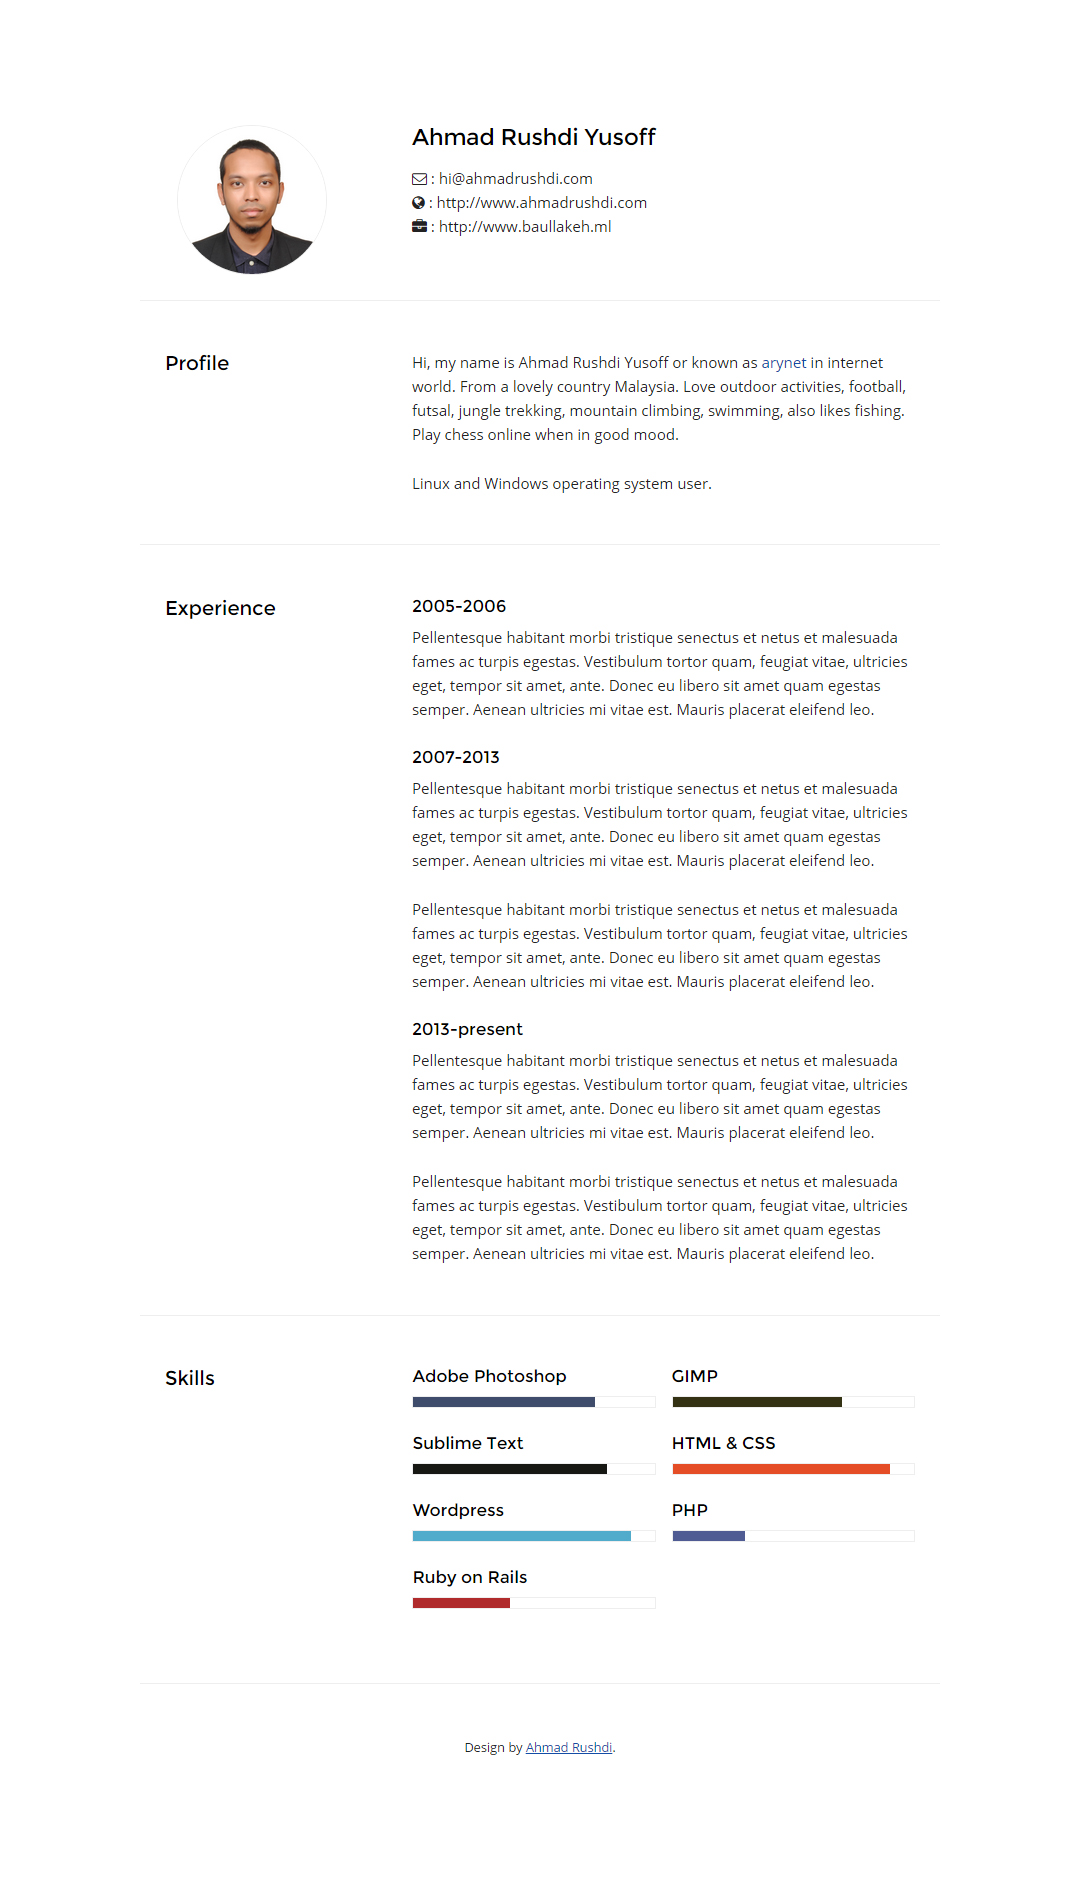 Ahmad Rushdi Yusoff
: hi@ahmadrushdi.com
: http://www.ahmadrushdi.com
: http://www.baullakeh.ml
Profile
Hi, my name is Ahmad Rushdi Yusoff or known as arynet in internet
world. From a lovely country Malaysia. Love outdoor activities, football,
futsal, jungle trekking, mountain climbing, swimming, also likes fishing.
Play chess online when in good mood.
Linux and Windows operating system user.
Experience
2005-2006
Pellentesque habitant morbi tristique senectus et netus et malesuada
fames ac turpis egestas. Vestibulum tortor quam, feugiat vitae, ultricies
eget, tempor sit amet, ante. Donec eu libero sit amet quam egestas
semper. Aenean ultricies mi vitae est. Mauris placerat eleifend leo.
2007-2013
Pellentesque habitant morbi tristique senectus et netus et malesuada
fames ac turpis egestas. Vestibulum tortor quam, feugiat vitae, ultricies
eget, tempor sit amet, ante. Donec eu libero sit amet quam egestas
semper. Aenean ultricies mi vitae est. Mauris placerat eleifend leo.
Pellentesque habitant morbi tristique senectus et netus et malesuada
fames ac turpis egestas. Vestibulum tortor quam, feugiat vitae, ultricies
eget, tempor sit amet, ante. Donec eu libero sit amet quam egestas
semper. Aenean ultricies mi vitae est. Mauris placerat eleifend leo.
2013-present
Pellentesque habitant morbi tristique senectus et netus et malesuada
fames ac turpis egestas. Vestibulum tortor quam, feugiat vitae, ultricies
eget, tempor sit amet, ante. Donec eu libero sit amet quam egestas
semper. Aenean ultricies mi vitae est. Mauris placerat eleifend leo.
Pellentesque habitant morbi tristique senectus et netus et malesuada
fames ac turpis egestas. Vestibulum tortor quam, feugiat vitae, ultricies
eget, tempor sit amet, ante. Donec eu libero sit amet quam egestas
semper. Aenean ultricies mi vitae est. Mauris placerat eleifend leo.
Skills
Adobe Photoshop
GIMP
Sublime Text
HTML & CSS
Wordpress
PHP
Ruby on Rails
Design by Ahmad Rushdi.